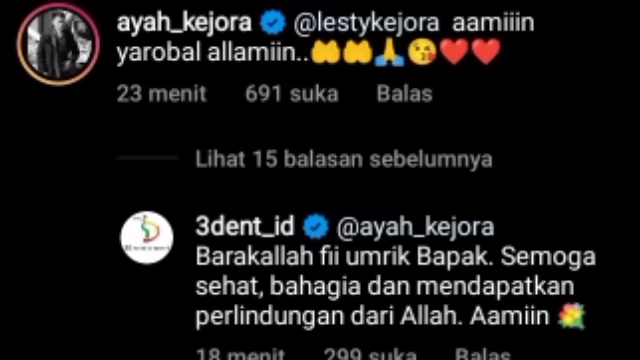 ayah_kejora @lestykejora aamiiin
yarobal allamiin..🤲🤲🙏😘❤️❤️
23 menit 691 suka Balas
Lihat 15 balasan sebelumnya
3dent_id @ayah_kejora
Barakallah fii umrik Bapak. Semoga
sehat, bahagia dan mendapatkan
perlindungan dari Allah. Aamiin 💐
18 menit 299 suka Balas